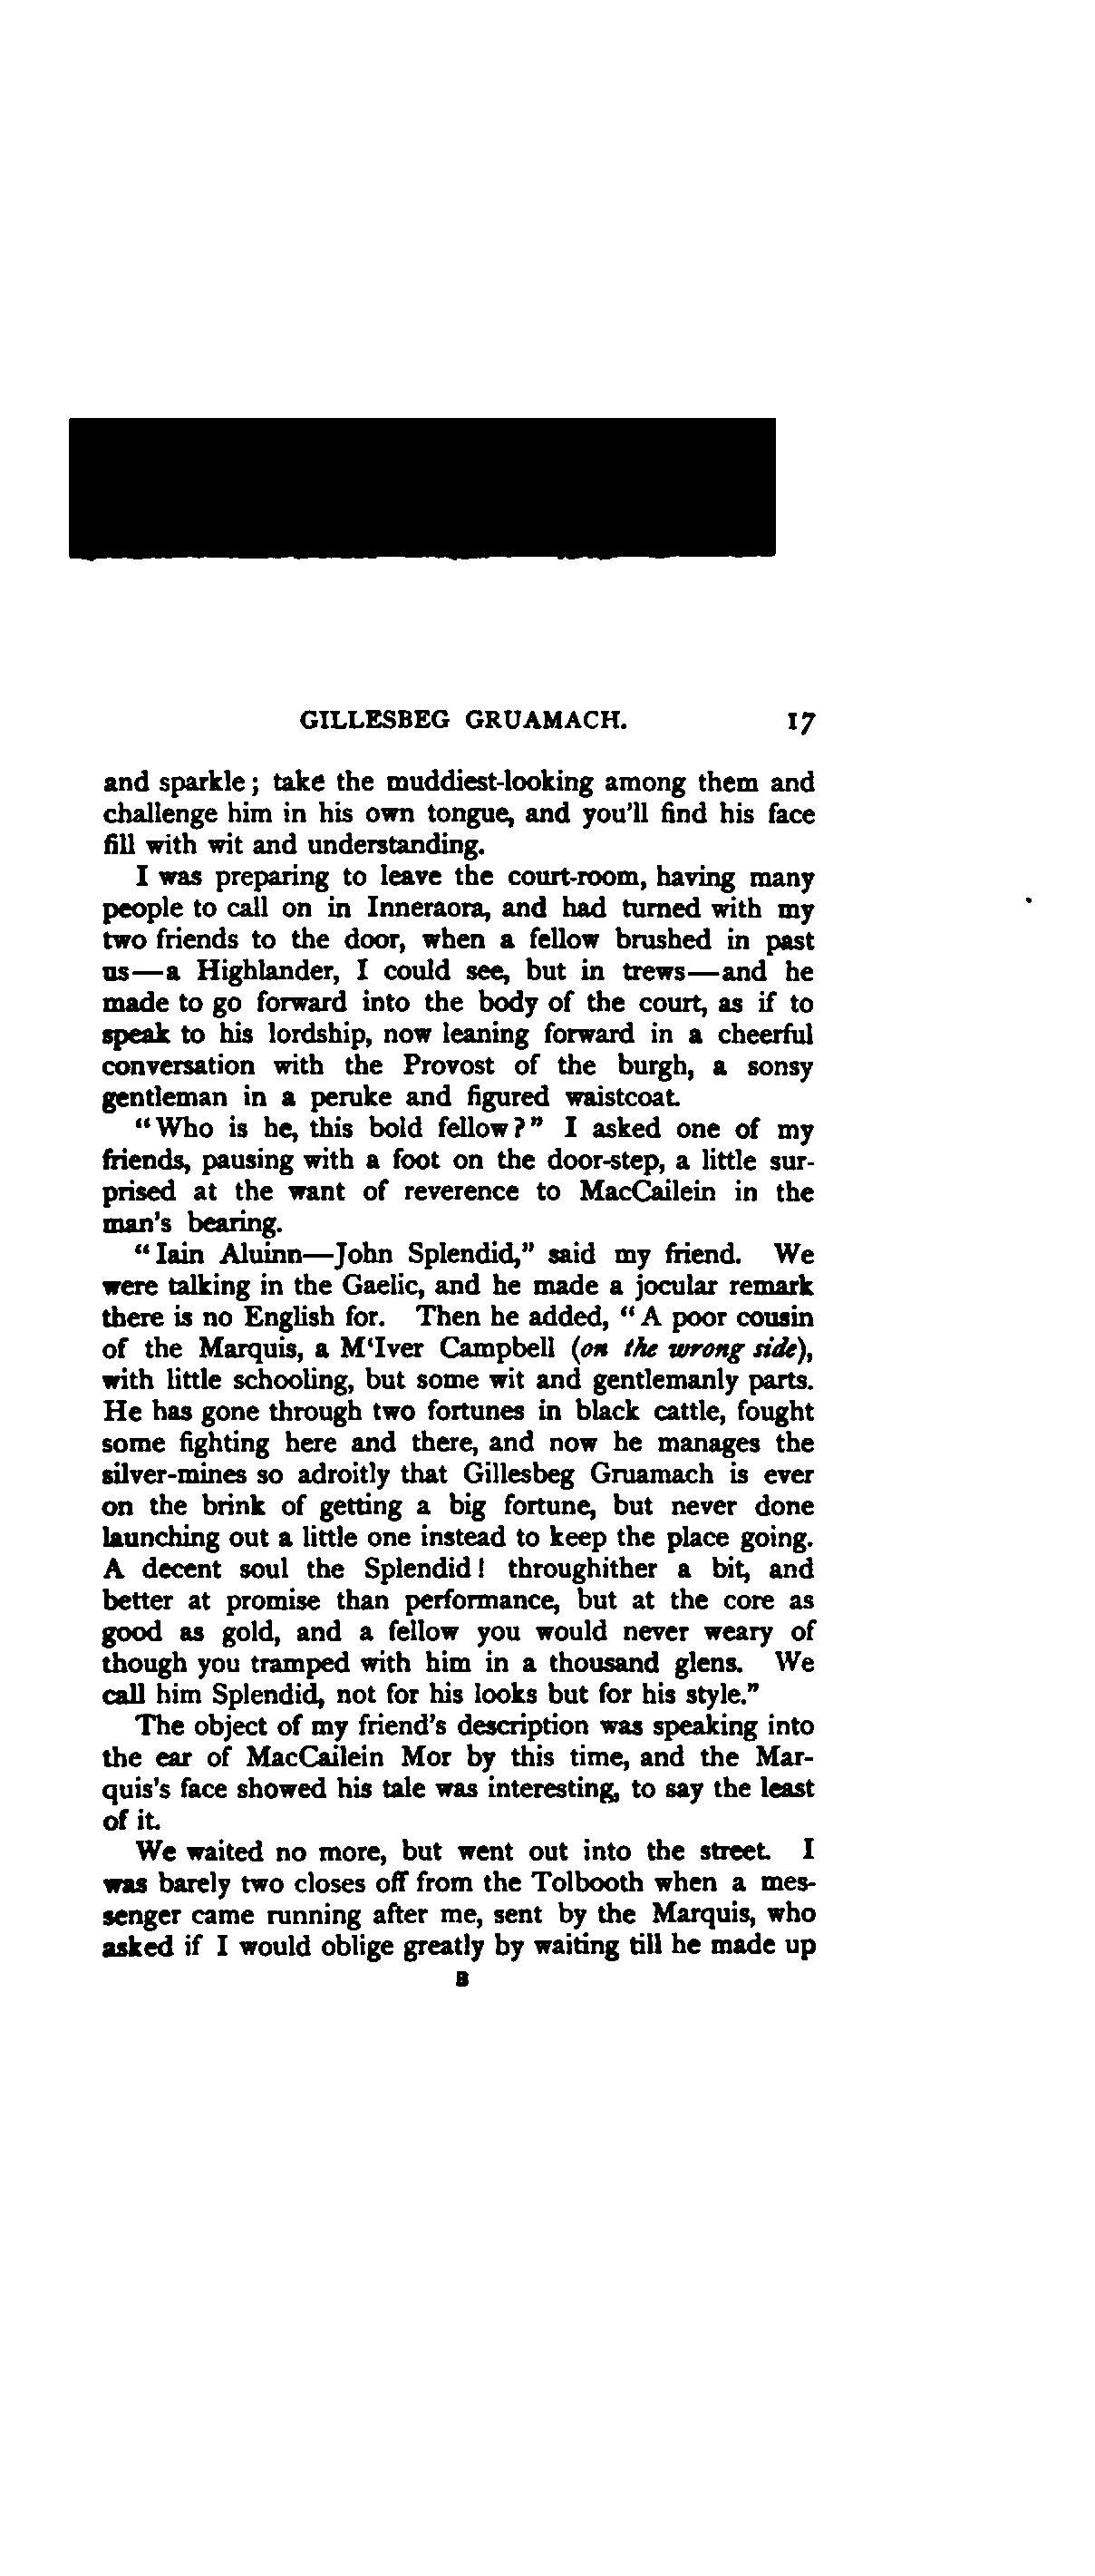 GILLESBEG GRUAMACH. 17
and sparkle; take the muddiest-looking among them and
challenge him in his own tongue, and you'll find his face
fill with wit and understanding.
I was preparing to leave the court-room, having many
people to call on in Inneraora, and had turned with my
two friends to the door, when a fellow brushed in past
us—a Highlander, I could see, but in trews—and he
made to go forward into the body of the court, as if to
speak to his lordship, now leaning forward in a cheerful
conversation with the Provost of the burgh, a sonsy
gentleman in a peruke and figured waistcoat.
"Who is he, this bold fellow?" I asked one of my
friends, pausing with a foot on the door-step, a little sur-
prised at the want of reverence to MacCailein in the
man's bearing.
"Iain Aluinn—John Splendid," said my friend. We
were talking in the Gaelic, and he made a jocular remark
there is no English for. Then he added, "A poor cousin
of the Marquis, a M'Iver Campbell (on the wrong side),
with little schooling, but some wit and gentlemanly parts.
He has gone through two fortunes in black cattle, fought
some fighting here and there, and now he manages the
silver-mines so adroitly that Gillesbeg Gruamach is ever
on the brink of getting a big fortune, but never done
launching out a little one instead to keep the place going.
A decent soul the Splendid! throughither a bit, and
better at promise than performance, but at the core as
good as gold, and a fellow you would never weary of
though you tramped with him in a thousand glens. We
call him Splendid, not for his looks but for his style."
The object of my friend's description was speaking into
the ear of MacCailein Mor by this time, and the Mar-
quis's face showed his tale was interesting, to say the least
of it.
We waited no more, but went out into the street. I
was barely two closes off from the Tolbooth when a mes-
senger came running after me, sent by the Marquis, who
asked if I would oblige greatly by waiting till he made up
B